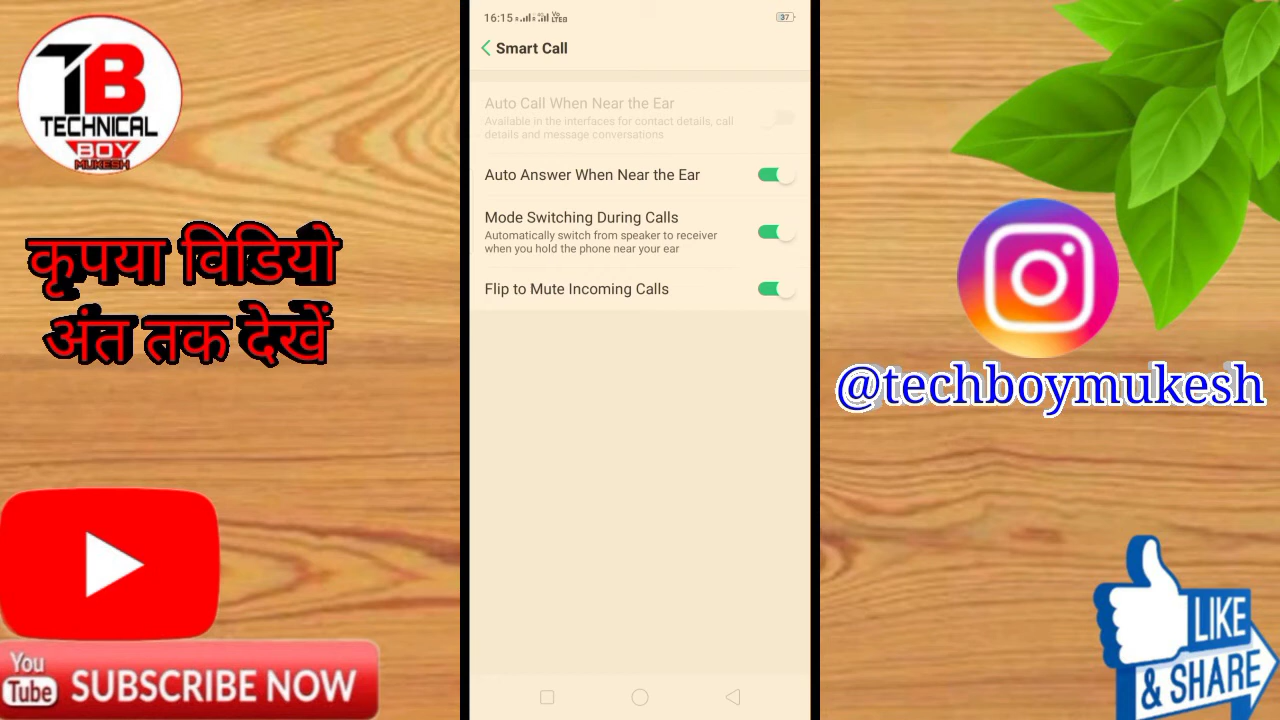 TB
TECHNICAL
BOY
MUKESH
कृपया विडियो
अंत तक देखें
You
Tube
SUBSCRIBE NOW
16:15
Vo
LTE
37
Smart Call
Auto Call When Near the Ear
Available in the interfaces for contact details, call
details and message conversations
Auto Answer When Near the Ear
Mode Switching During Calls
Automatically switch from speaker to receiver
when you hold the phone near your ear
Flip to Mute Incoming Calls
@techboymukesh
LIKE
& SHARE